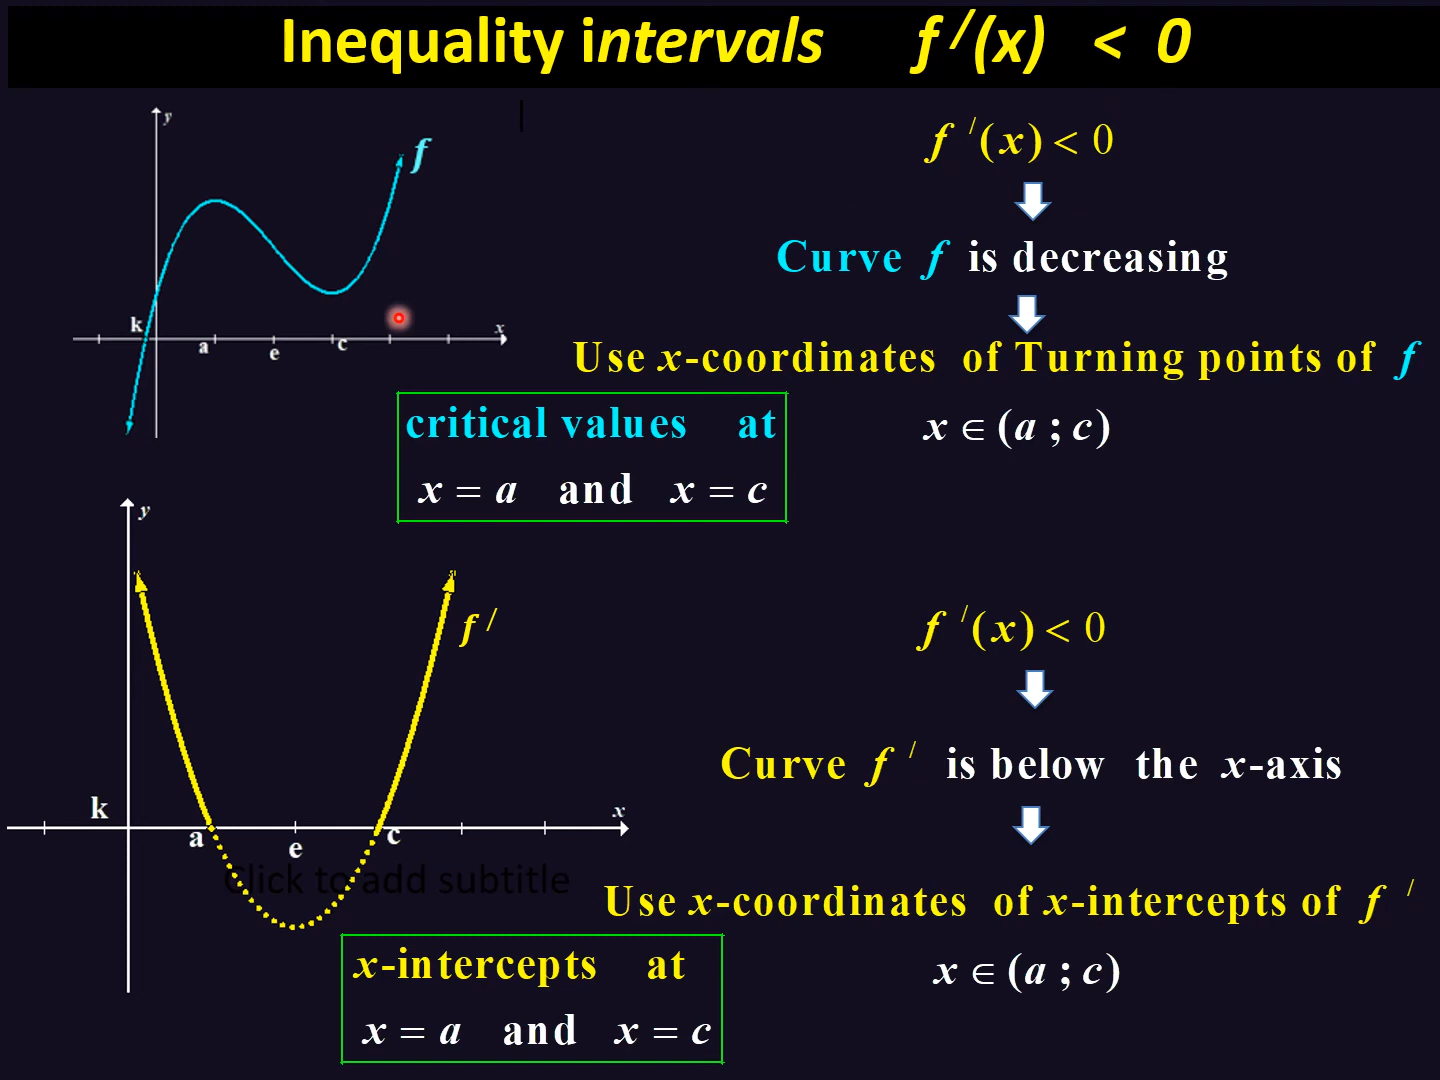 Inequality intervals f /(x) < 0
y
f
k
a
e
c
x
f /(x) < 0
Curve f is decreasing
Use x-coordinates of Turning points of f
x ∈ (a ; c)
critical values at
x = a and x = c
y
f /
k
a
e
c
x
Click to add subtitle
f /(x) < 0
Curve f / is below the x-axis
Use x-coordinates of x-intercepts of f /
x ∈ (a ; c)
x-intercepts at
x = a and x = c